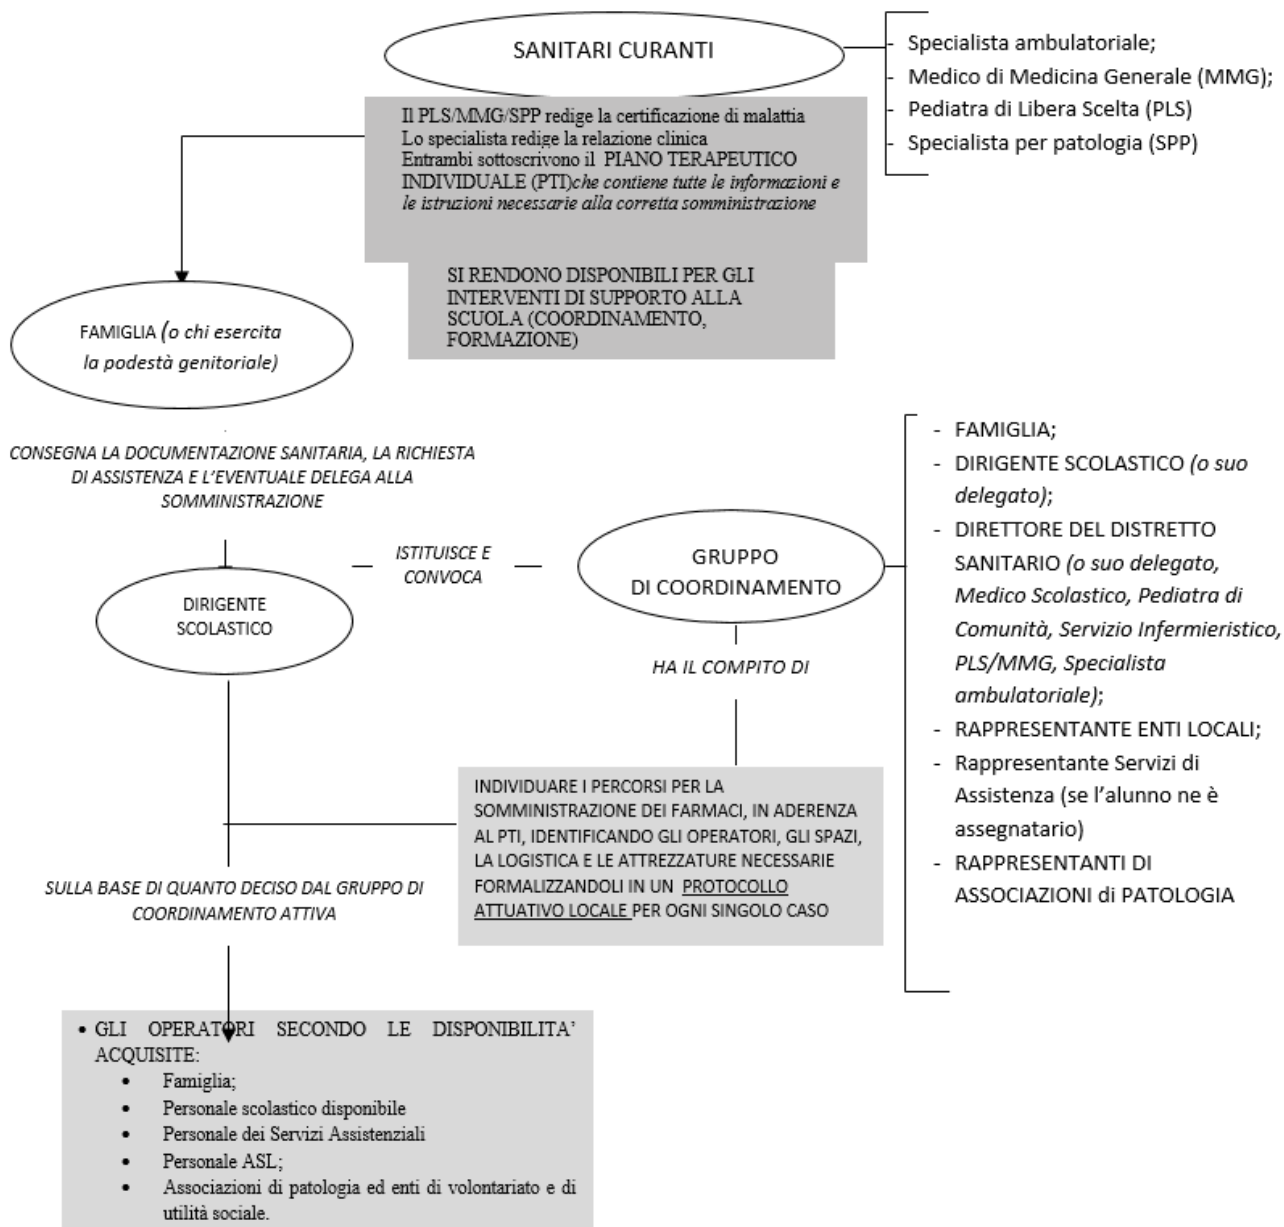 SANITARI CURANTI
- Specialista ambulatoriale;
- Medico di Medicina Generale (MMG);
- Pediatra di Libera Scelta (PLS)
- Specialista per patologia (SPP)
Il PLS/MMG/SPP redige la certificazione di malattia
Lo specialista redige la relazione clinica
Entrambi sottoscrivono il PIANO TERAPEUTICO
INDIVIDUALE (PTI)che contiene tutte le informazioni e
le istruzioni necessarie alla corretta somministrazione
SI RENDONO DISPONIBILI PER GLI
INTERVENTI DI SUPPORTO ALLA
SCUOLA (COORDINAMENTO,
FORMAZIONE)
FAMIGLIA (o chi esercita
la podestà genitoriale)
CONSEGNA LA DOCUMENTAZIONE SANITARIA, LA RICHIESTA
DI ASSISTENZA E L’EVENTUALE DELEGA ALLA
SOMMINISTRAZIONE
DIRIGENTE
SCOLASTICO
ISTITUISCE E
CONVOCA
GRUPPO
DI COORDINAMENTO
- FAMIGLIA;
- DIRIGENTE SCOLASTICO (o suo
delegato);
- DIRETTORE DEL DISTRETTO
SANITARIO (o suo delegato,
Medico Scolastico, Pediatra di
Comunità, Servizio Infermieristico,
PLS/MMG, Specialista
ambulatoriale);
- RAPPRESENTANTE ENTI LOCALI;
- Rappresentante Servizi di
Assistenza (se l’alunno ne è
assegnatario)
- RAPPRESENTANTI DI
ASSOCIAZIONI di PATOLOGIA
HA IL COMPITO DI
INDIVIDUARE I PERCORSI PER LA
SOMMINISTRAZIONE DEI FARMACI, IN ADERENZA
AL PTI, IDENTIFICANDO GLI OPERATORI, GLI SPAZI,
LA LOGISTICA E LE ATTREZZATURE NECESSARIE
FORMALIZZANDOLI IN UN PROTOCOLLO
ATTUATIVO LOCALE PER OGNI SINGOLO CASO
SULLA BASE DI QUANTO DECISO DAL GRUPPO DI
COORDINAMENTO ATTIVA
• GLI OPERATORI SECONDO LE DISPONIBILITA’
ACQUISITE:
• Famiglia;
• Personale scolastico disponibile
• Personale dei Servizi Assistenziali
• Personale ASL;
• Associazioni di patologia ed enti di volontariato e di
utilità sociale.